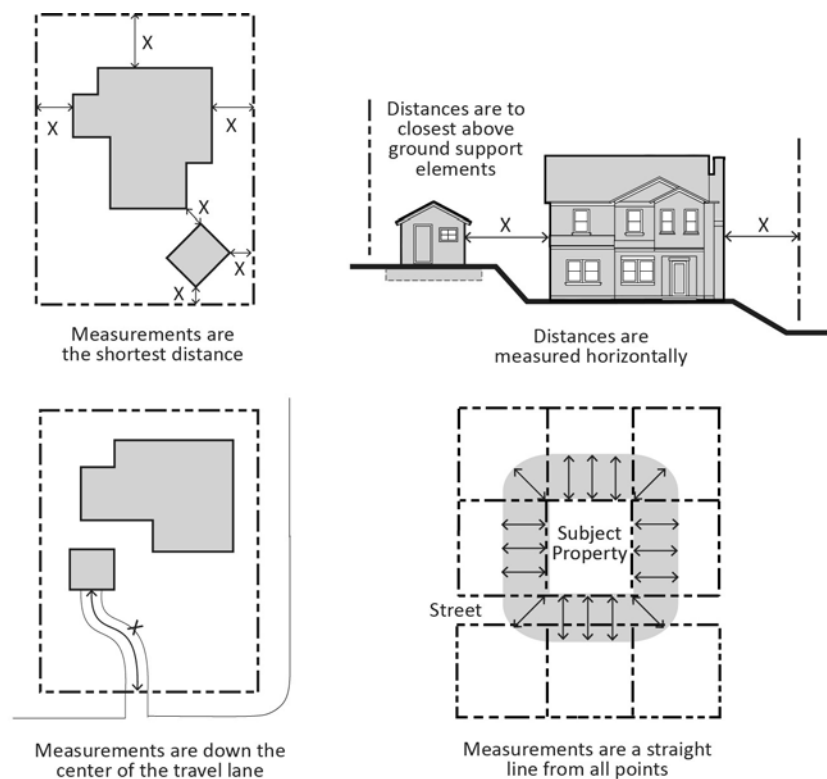 X
X
X
X
X
X
Measurements are
the shortest distance
Distances are to
closest above
ground support
elements
X
X
Distances are
measured horizontally
X
Measurements are down the
center of the travel lane
Subject
Property
Street
Measurements are a straight
line from all points